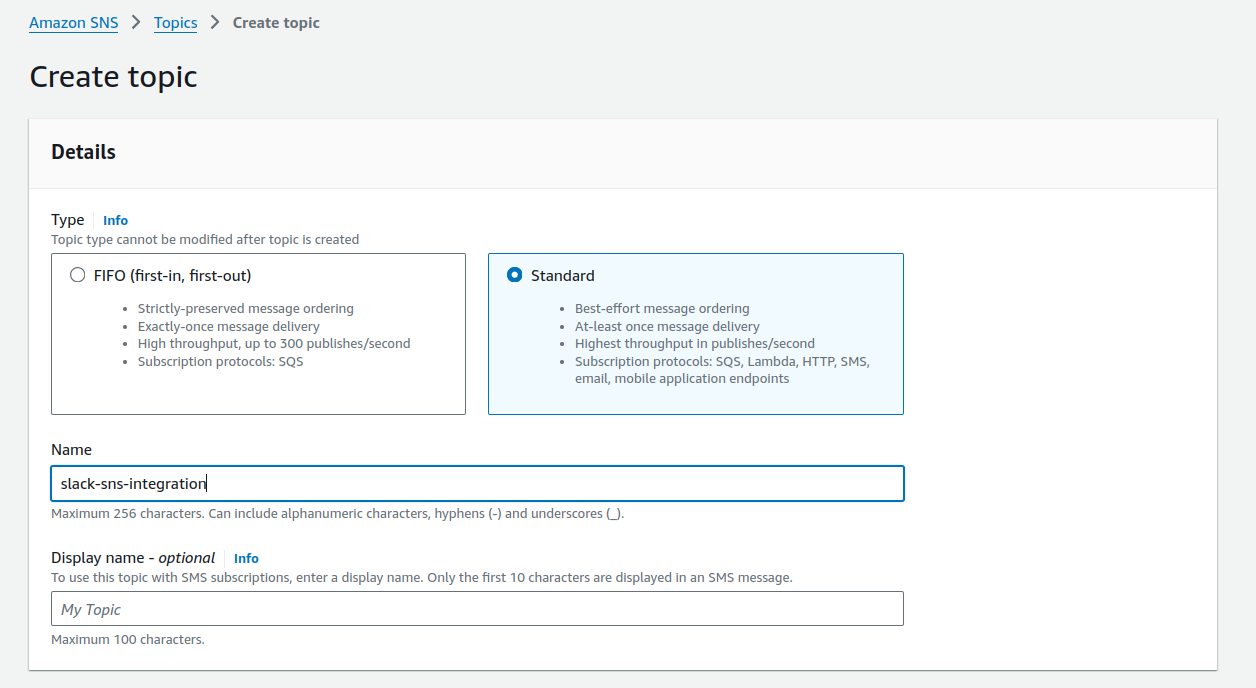 Amazon SNS > Topics > Create topic
Create topic
Details
Type Info
Topic type cannot be modified after topic is created
FIFO (first-in, first-out)
• Strictly-preserved message ordering
• Exactly-once message delivery
• High throughput, up to 300 publishes/second
• Subscription protocols: SQS
Standard
• Best-effort message ordering
• At-least once message delivery
• Highest throughput in publishes/second
• Subscription protocols: SQS, Lambda, HTTP, SMS,
email, mobile application endpoints
Name
slack-sns-integration
Maximum 256 characters. Can include alphanumeric characters, hyphens (-) and underscores (_).
Display name - optional Info
To use this topic with SMS subscriptions, enter a display name. Only the first 10 characters are displayed in an SMS message.
My Topic
Maximum 100 characters.